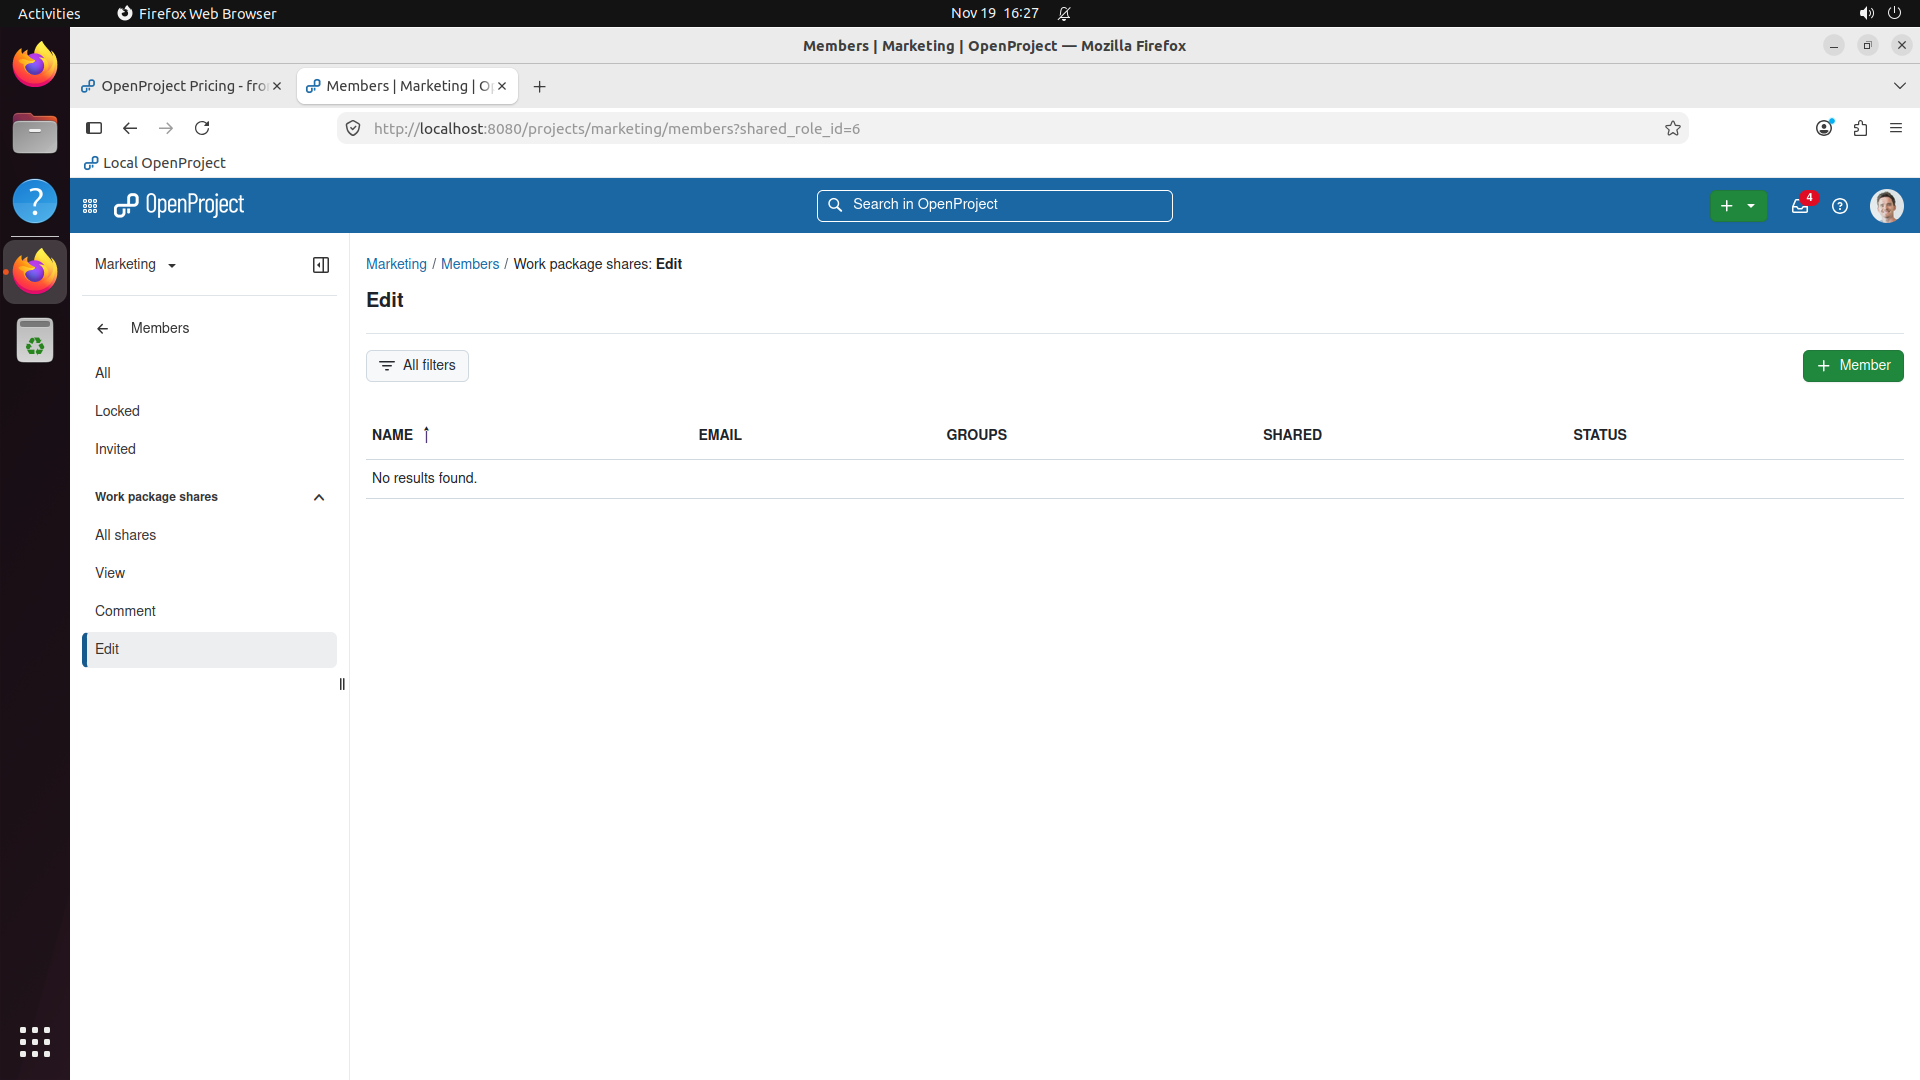 Activities
Firefox Web Browser
Nov 19 16:27
Members | Marketing | OpenProject — Mozilla Firefox
OpenProject Pricing - fro
Members | Marketing | O
http://localhost:8080/projects/marketing/members?shared_role_id=6
Local OpenProject
OpenProject
Search in OpenProject
4
Marketing
Marketing / Members / Work package shares: Edit
Edit
Members
All filters
Member
All
Locked
Invited
NAME EMAIL GROUPS SHARED STATUS
No results found.
Work package shares
All shares
View
Comment
Edit